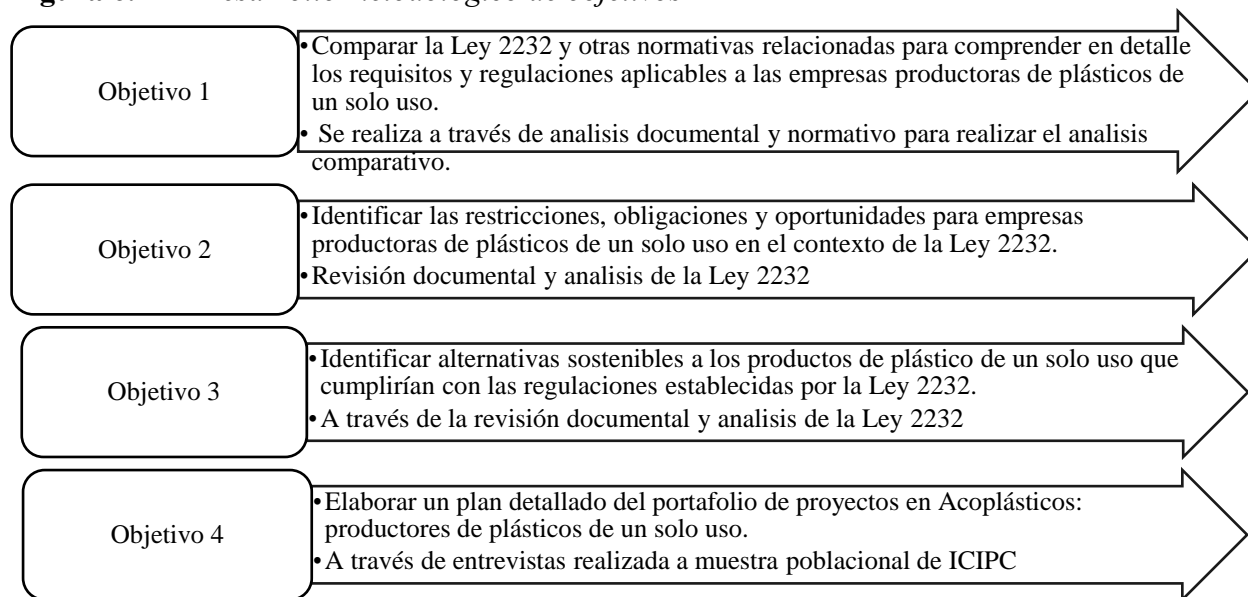 Objetivo 1
•Comparar la Ley 2232 y otras normativas relacionadas para comprender en detalle
los requisitos y regulaciones aplicables a las empresas productoras de plásticos de
un solo uso.
• Se realiza a través de analisis documental y normativo para realizar el analisis
comparativo.
Objetivo 2
•Identificar las restricciones, obligaciones y oportunidades para empresas
productoras de plásticos de un solo uso en el contexto de la Ley 2232.
•Revisión documental y analisis de la Ley 2232
Objetivo 3
•Identificar alternativas sostenibles a los productos de plástico de un solo uso que
cumplirían con las regulaciones establecidas por la Ley 2232.
•A través de la revisión documental y analisis de la Ley 2232
Objetivo 4
•Elaborar un plan detallado del portafolio de proyectos en Acoplásticos:
productores de plásticos de un solo uso.
•A través de entrevistas realizada a muestra poblacional de ICIPC